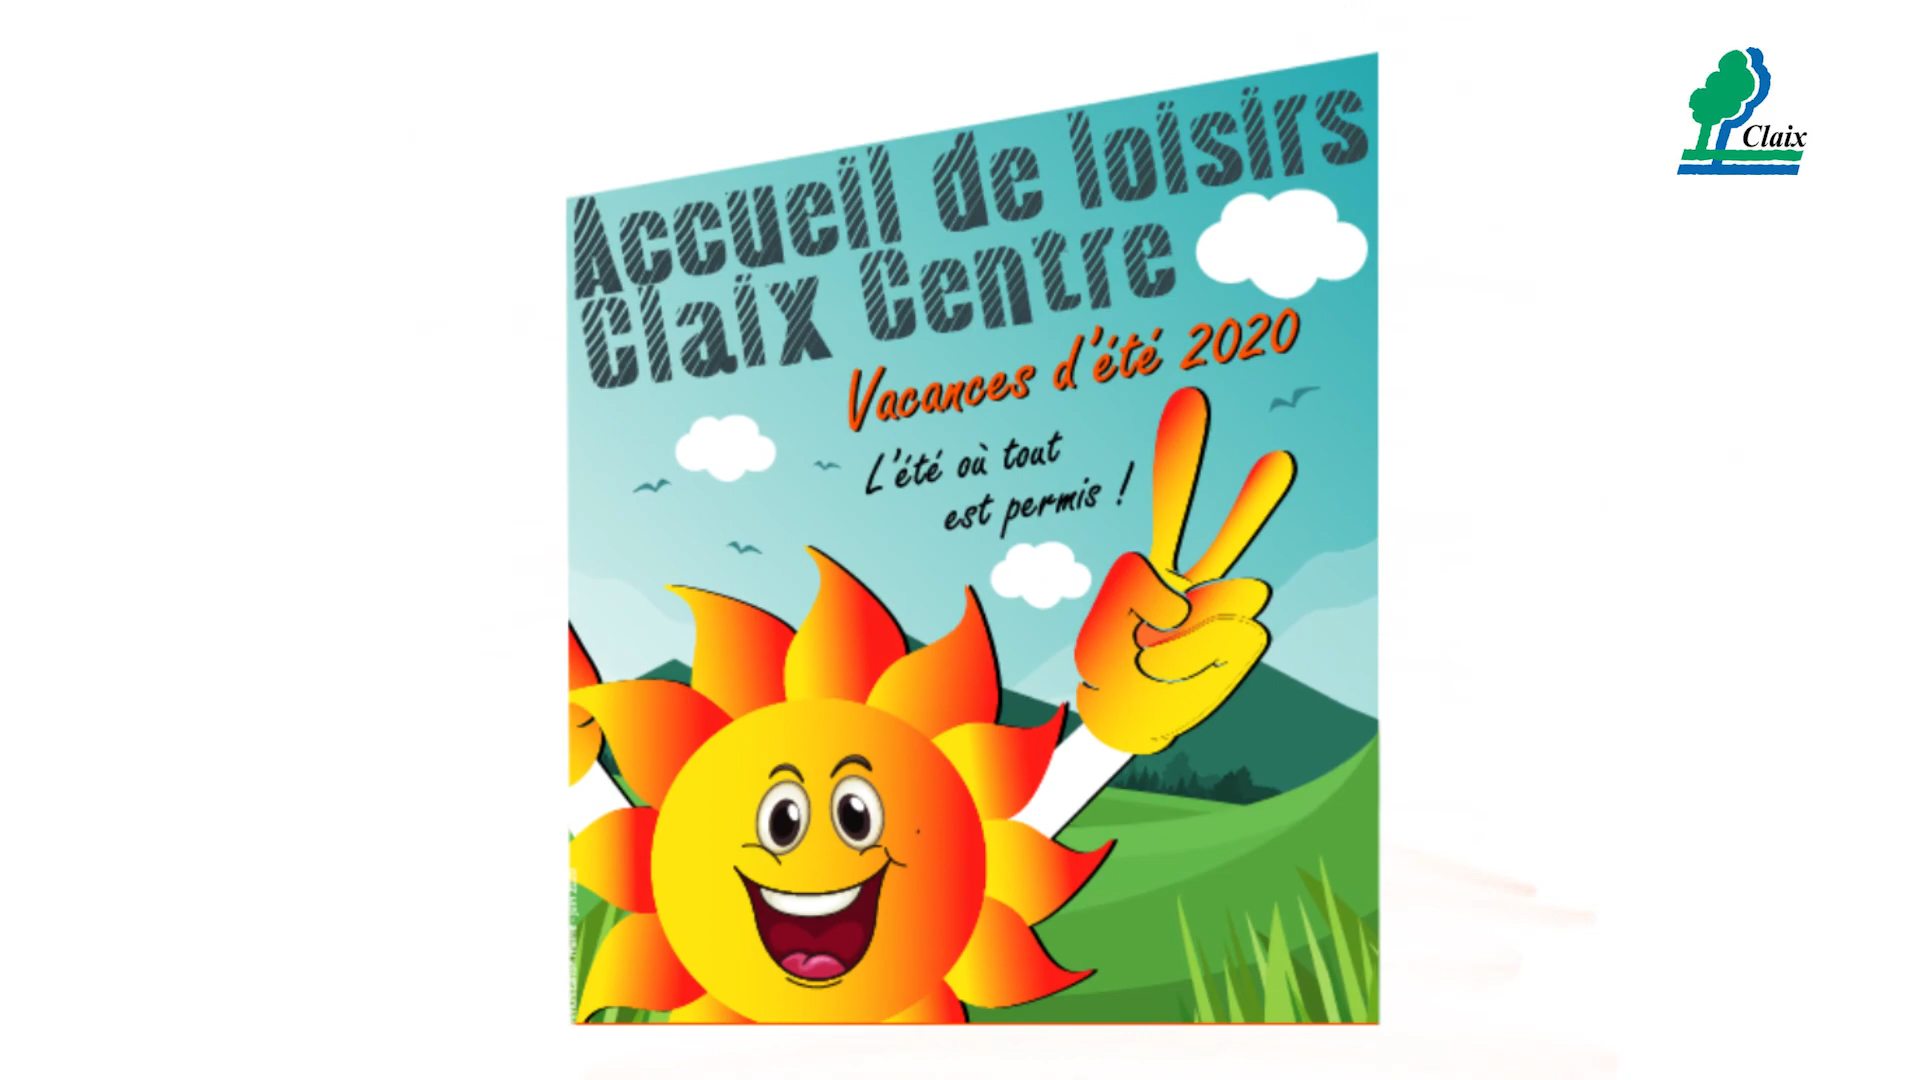 Accueil de loisirs
Claix Centre
Vacances d'été 2020
L'été où tout
est permis !
Claix